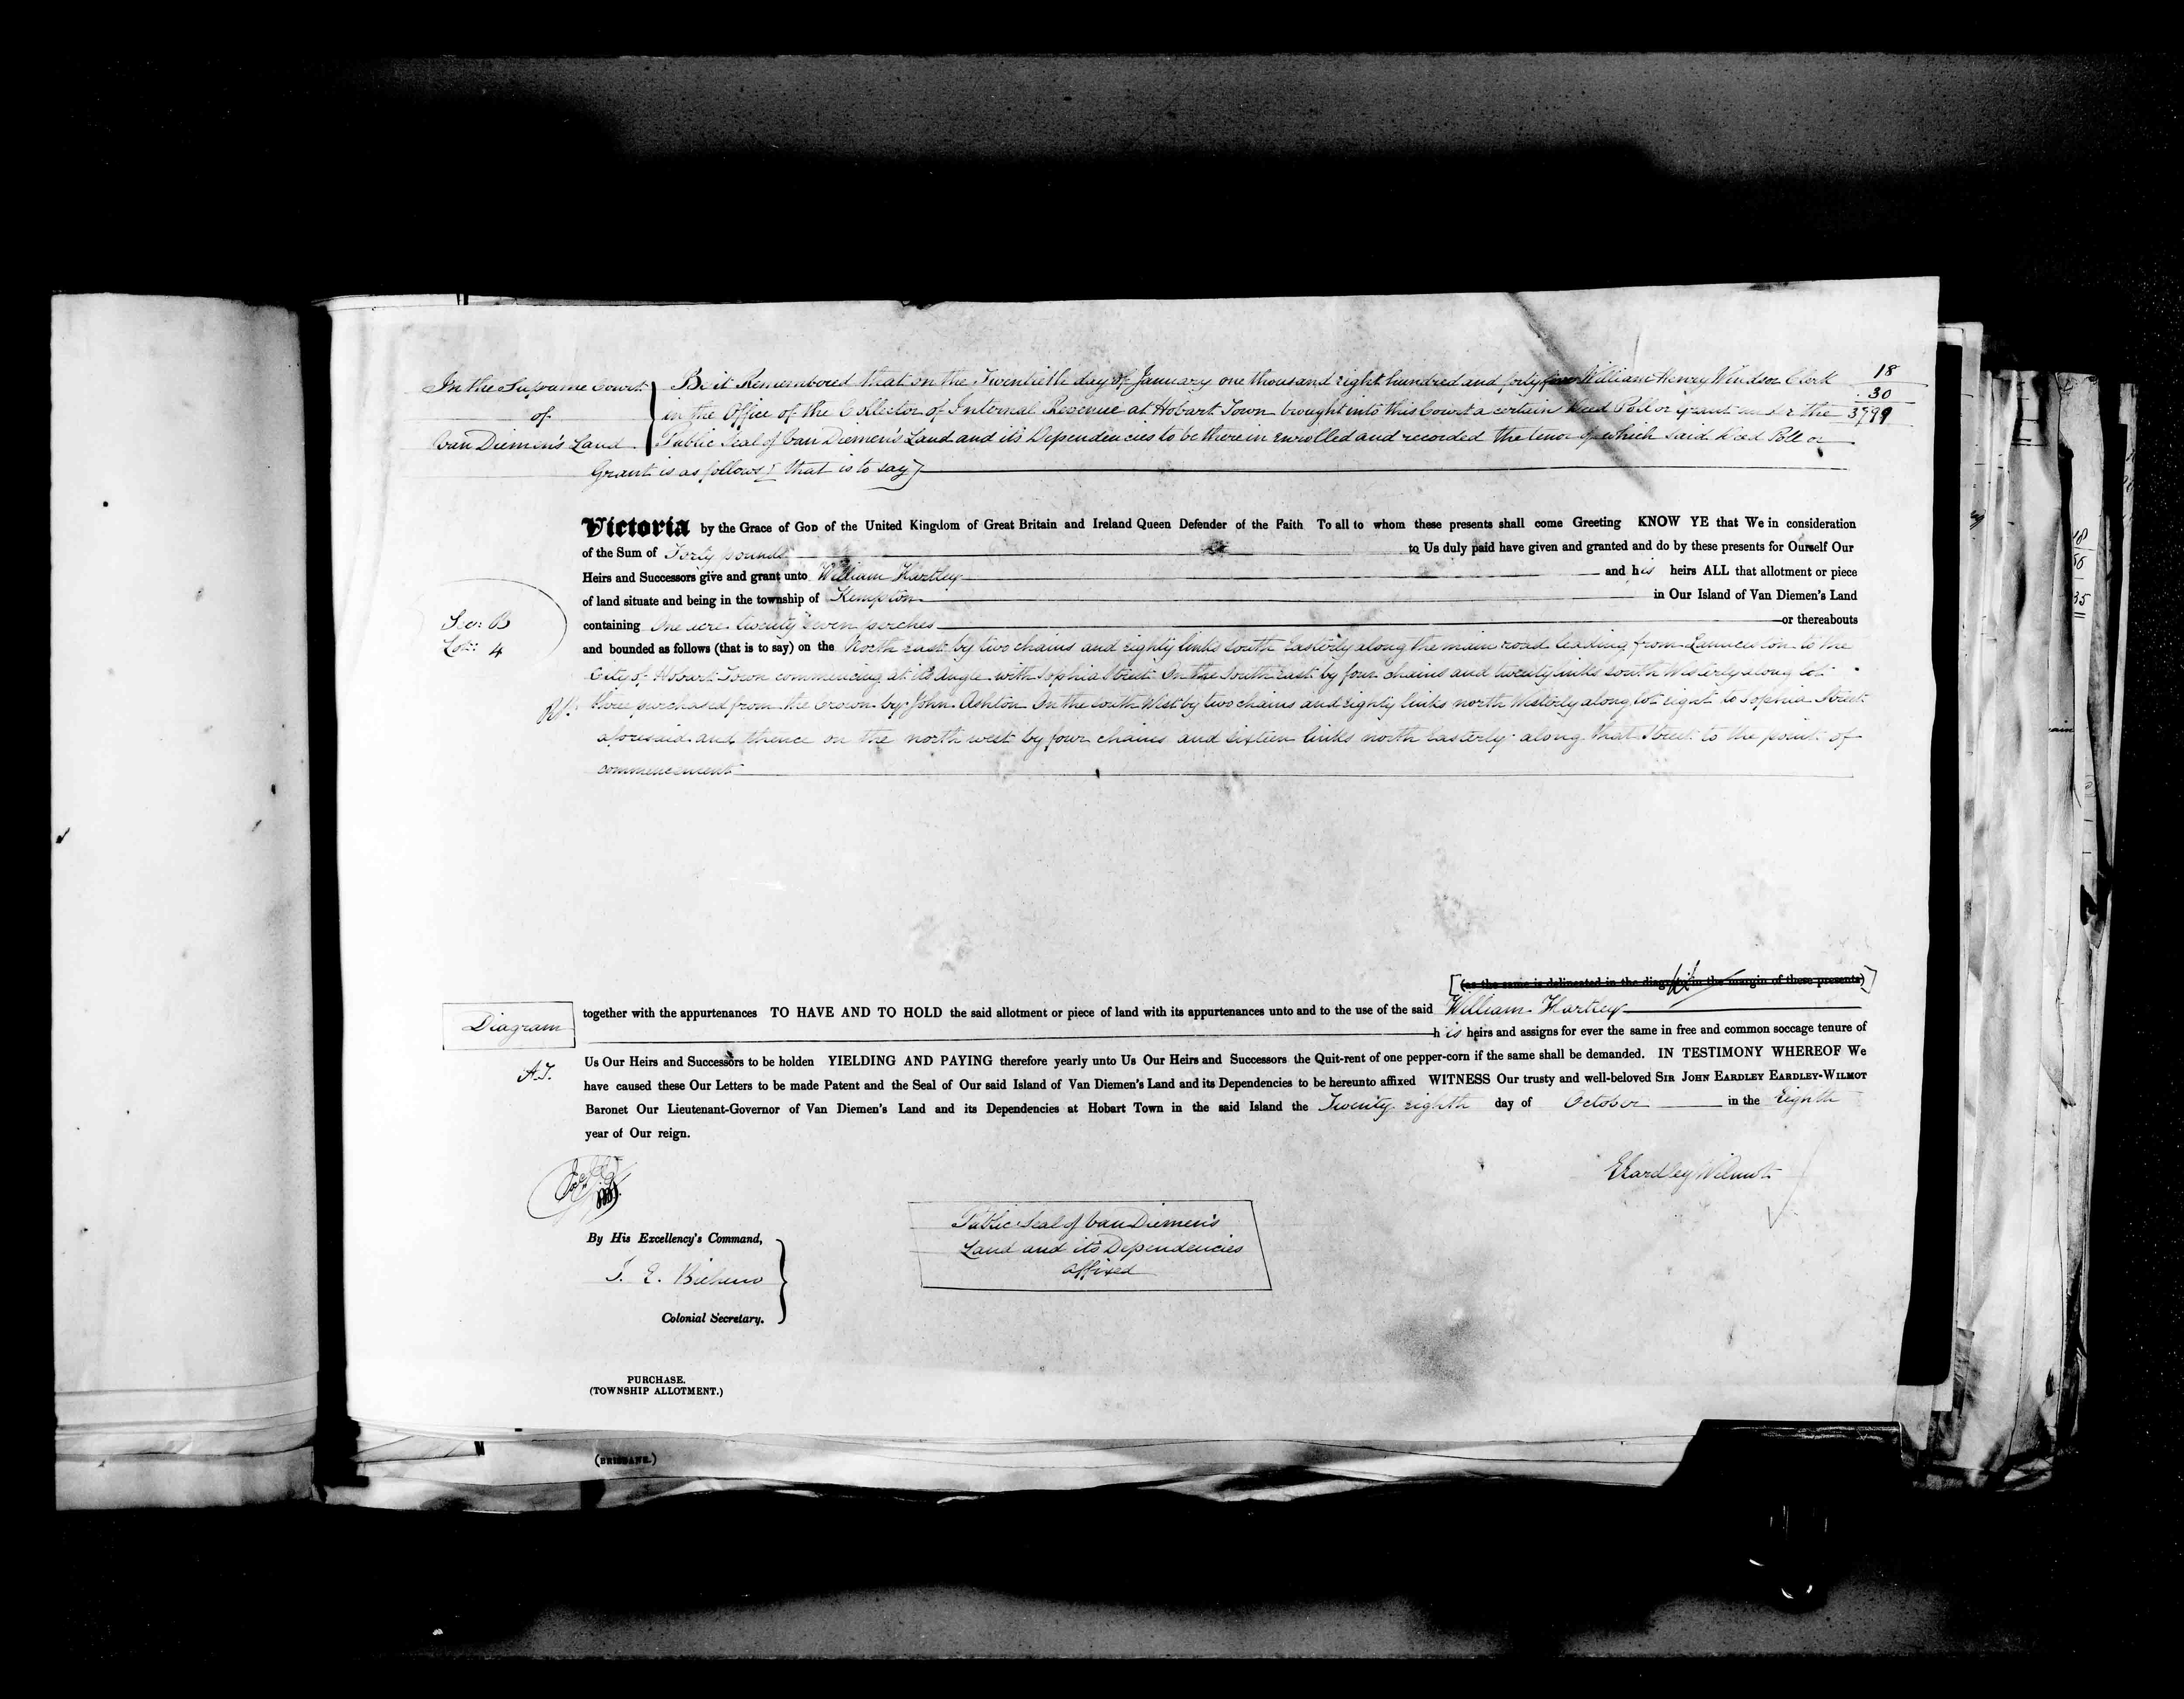 In the Supreme Court
of
Van Diemen's Land
18
30
3799
Be it Remembered that on the Twentieth day of January one thousand eight hundred and forty William Henry Windsor Clerk
in the Office of the Collector of Internal Revenue at Hobart Town brought into this Court a certain Deed Poll or Grant under the
Public Seal of Van Diemen's Land and its Dependencies to be therein enrolled and recorded the tenor of which said Deed Poll or
Grant is as follows (that is to say)
Victoria by the Grace of GOD of the United Kingdom of Great Britain and Ireland Queen Defender of the Faith To all to whom these presents shall come Greeting KNOW YE that We in consideration
of the Sum of Forty pounds to Us duly paid have given and granted and do by these presents for Ourself Our
Heirs and Successors give and grant unto William Hartley and his heirs ALL that allotment or piece
of land situate and being in the township of Kempton in Our Island of Van Diemen's Land
Sec: B
Lot: 4
containing One acre twenty seven perches or thereabouts
and bounded as follows (that is to say) on the North East by two chains and eighty links South Easterly along the main road leading from Launceston to the
City of Hobart Town commencing at its angle with Sophia Street On the South East by four chains and twenty links South Westerly along lot
three purchased from the Crown by John Ashton On the South West by two chains and eighty links north Westerly along lot eight to Sophia Street
aforesaid and thence on the north west by four chains and sixteen links north Easterly along that Street to the point of
commencement
(as the same is delineated in the diagram in the margin of these presents)
Diagram
together with the appurtenances TO HAVE AND TO HOLD the said allotment or piece of land with its appurtenances unto and to the use of the said William Hartley
his heirs and assigns for ever the same in free and common soccage tenure of
A.T.
Us Our Heirs and Successors to be holden YIELDING AND PAYING therefore yearly unto Us Our Heirs and Successors the Quit-rent of one pepper-corn if the same shall be demanded. IN TESTIMONY WHEREOF We
have caused these Our Letters to be made Patent and the Seal of Our said Island of Van Diemen's Land and its Dependencies to be hereunto affixed WITNESS Our trusty and well-beloved SIR JOHN EARDLEY EARDLEY-WILMOT
Baronet Our Lieutenant-Governor of Van Diemen's Land and its Dependencies at Hobart Town in the said Island the Twenty eighth day of October in the Eighth
year of Our reign.
E Eardley Wilmot
Public Seal of Van Diemen's
Land and its Dependencies
affixed
By His Excellency's Command,
J. E. Bicheno
Colonial Secretary.
PURCHASE.
(TOWNSHIP ALLOTMENT.)
(BRISBANE.)